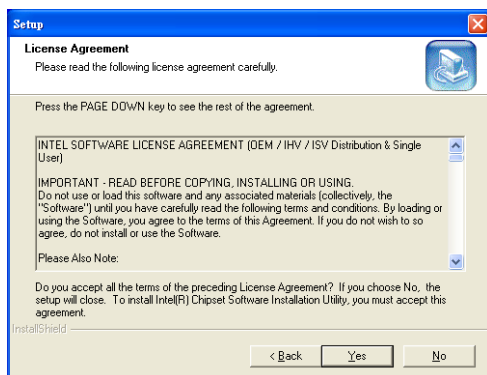 Setup
License Agreement
Please read the following license agreement carefully.
Press the PAGE DOWN key to see the rest of the agreement.
INTEL SOFTWARE LICENSE AGREEMENT (OEM / IHV / ISV Distribution & Single
User)
IMPORTANT - READ BEFORE COPYING, INSTALLING OR USING.
Do not use or load this software and any associated materials (collectively, the
"Software") until you have carefully read the following terms and conditions. By loading or
using the Software, you agree to the terms of this Agreement. If you do not wish to so
agree, do not install or use the Software.
Please Also Note:
Do you accept all the terms of the preceding License Agreement? If you choose No, the
setup will close. To install Intel(R) Chipset Software Installation Utility, you must accept this
agreement.
InstallShield
< Back
Yes
No